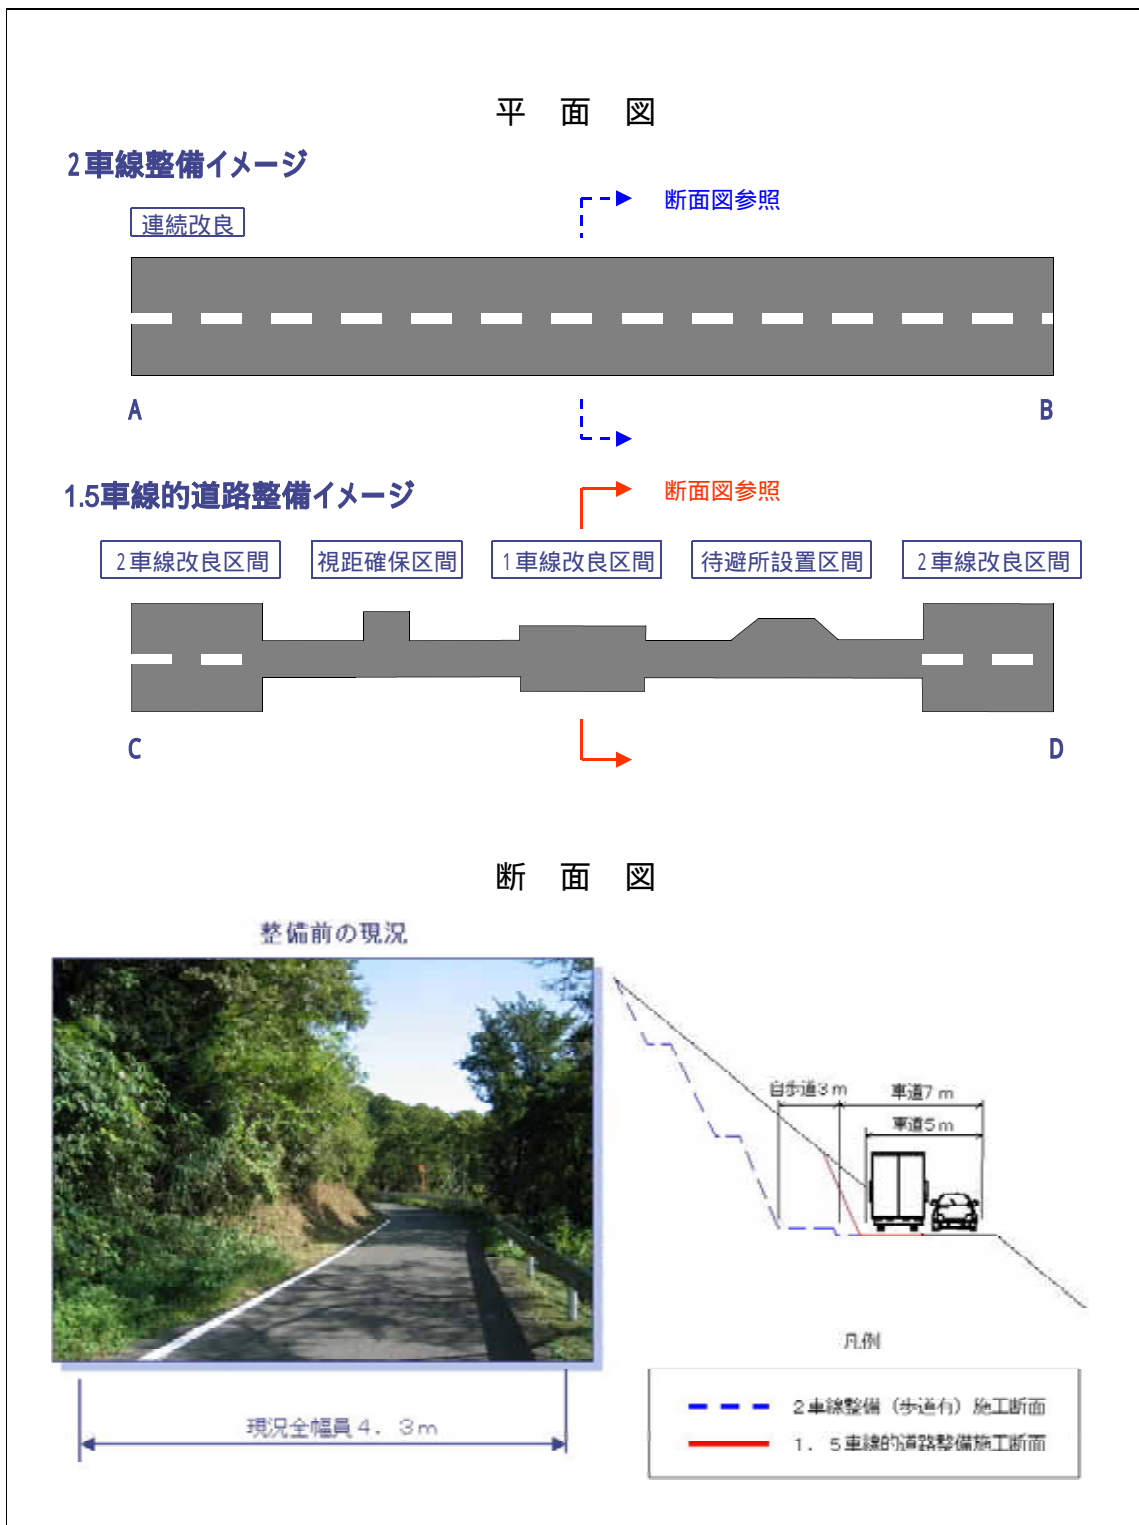 平 面 図
2車線整備イメージ
断面図参照
連続改良
A
B
1.5車線的道路整備イメージ
断面図参照
2車線改良区間
視距確保区間
1車線改良区間
待避所設置区間
2車線改良区間
C
D
断 面 図
整備前の現況
自歩道3m
車道7m
車道5m
凡例
2車線整備（歩道有）施工断面
1．5車線的道路整備施工断面
現況全幅員4．3m